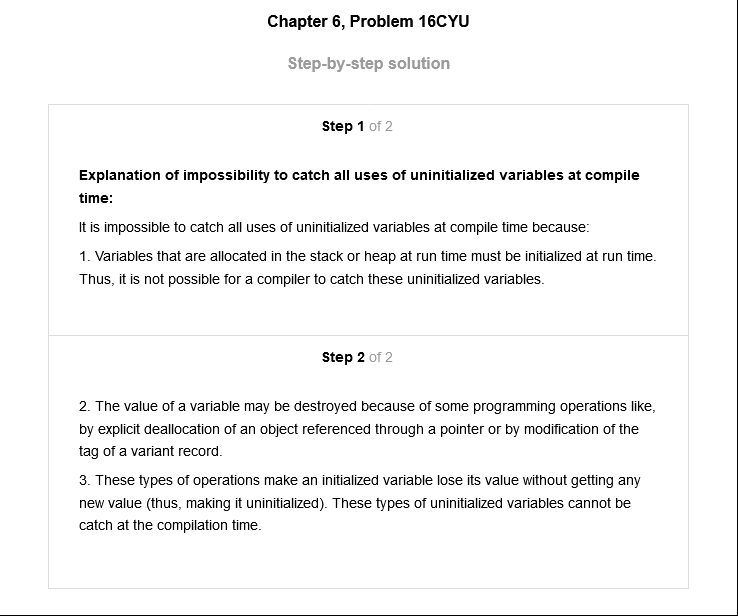 Chapter 6, Problem 16CYU
Step-by-step solution
Step 1 of 2
Explanation of impossibility to catch all uses of uninitialized variables at compile
time:
It is impossible to catch all uses of uninitialized variables at compile time because:
1. Variables that are allocated in the stack or heap at run time must be initialized at run time.
Thus, it is not possible for a compiler to catch these uninitialized variables.
Step 2 of 2
2. The value of a variable may be destroyed because of some programming operations like,
by explicit deallocation of an object referenced through a pointer or by modification of the
tag of a variant record.
3. These types of operations make an initialized variable lose its value without getting any
new value (thus, making it uninitialized). These types of uninitialized variables cannot be
catch at the compilation time.